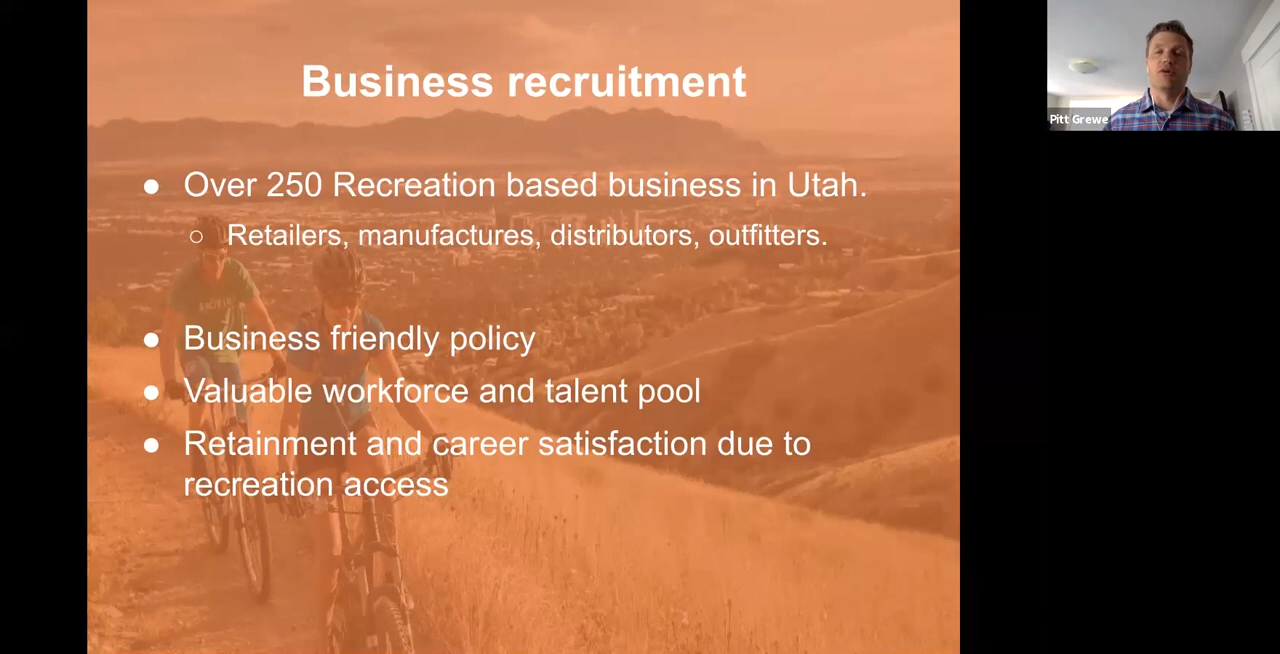 Business recruitment
● Over 250 Recreation based business in Utah.
○ Retailers, manufactures, distributors, outfitters.
● Business friendly policy
● Valuable workforce and talent pool
● Retainment and career satisfaction due to
recreation access
Pitt Grewe